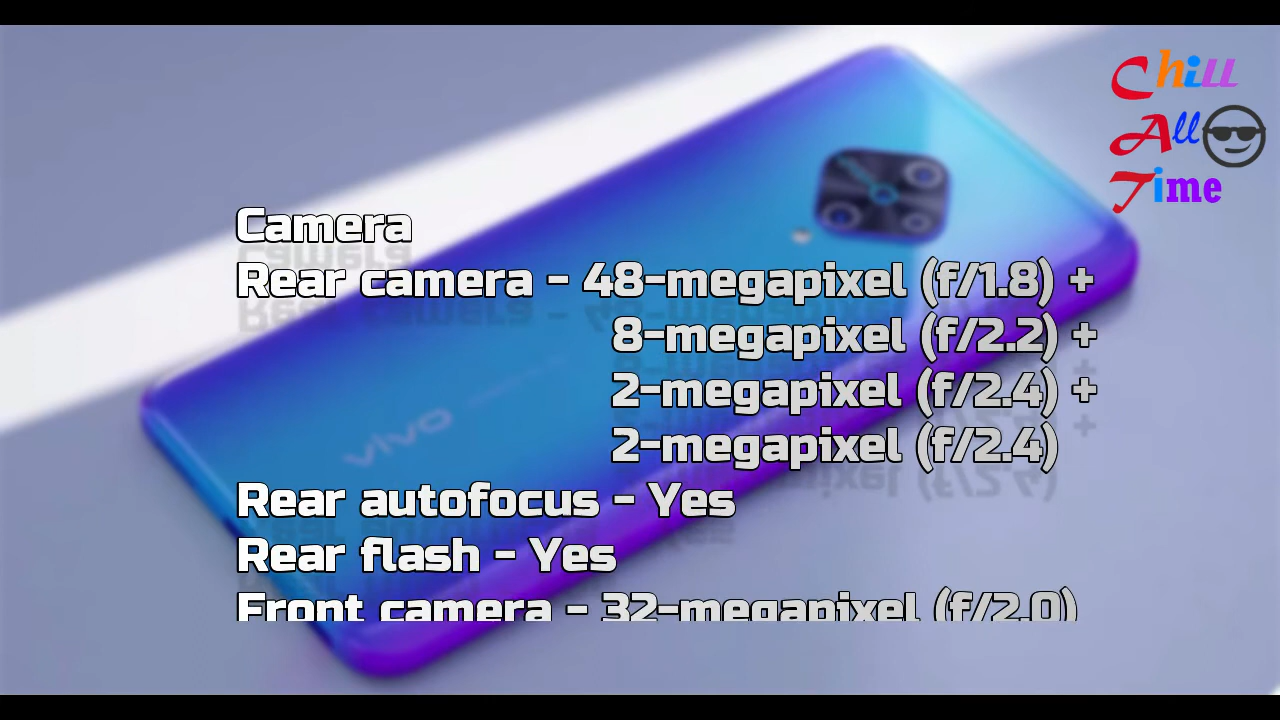 Chill
All
Time
Camera
Rear camera - 48-megapixel (f/1.8) +
8-megapixel (f/2.2) +
2-megapixel (f/2.4) +
2-megapixel (f/2.4)
Rear autofocus - Yes
Rear flash - Yes
Front camera - 32-megapixel (f/2.0)
vivo